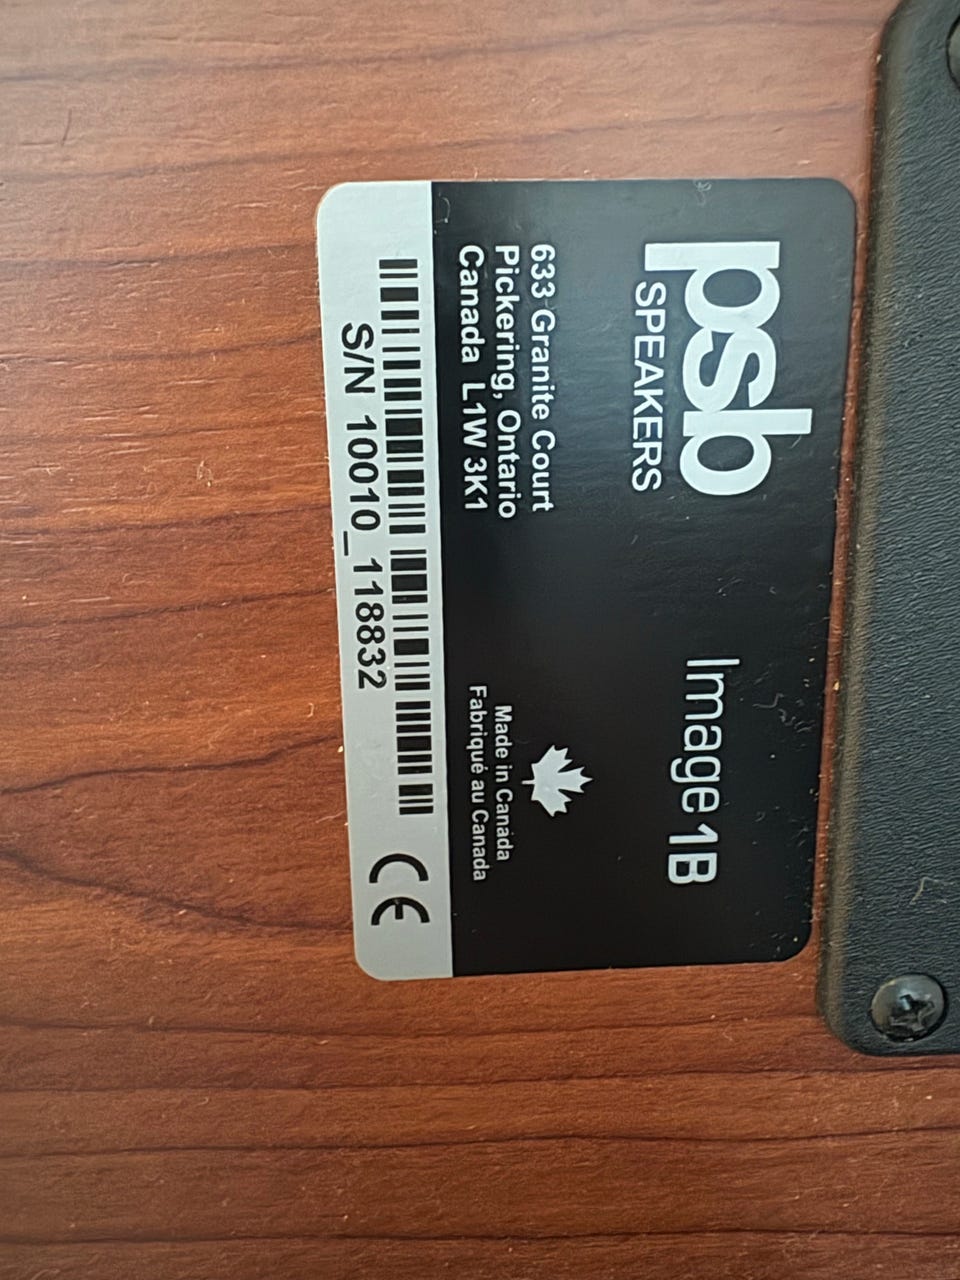 psb
SPEAKERS
Image 1B
633 Granite Court
Pickering, Ontario
Canada L1W 3K1
Made in Canada
Fabriqué au Canada
S/N 10010_118832
CE